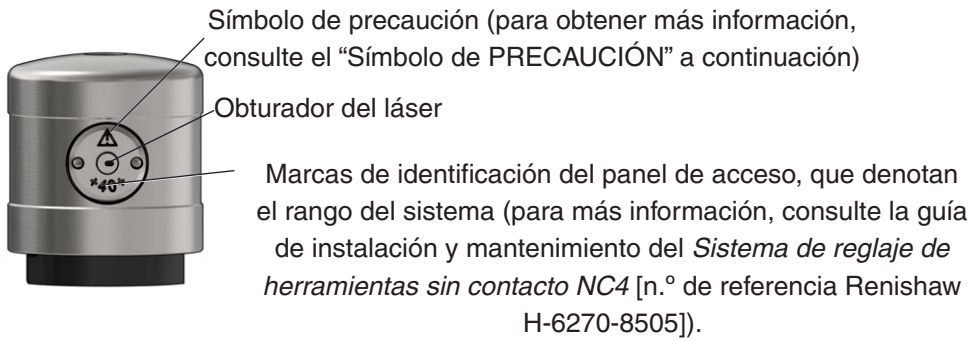 Símbolo de precaución (para obtener más información,
consulte el “Símbolo de PRECAUCIÓN” a continuación)
Obturador del láser
"40"
Marcas de identificación del panel de acceso, que denotan
el rango del sistema (para más información, consulte la guía
de instalación y mantenimiento del Sistema de reglaje de
herramientas sin contacto NC4 [n.º de referencia Renishaw
H-6270-8505]).